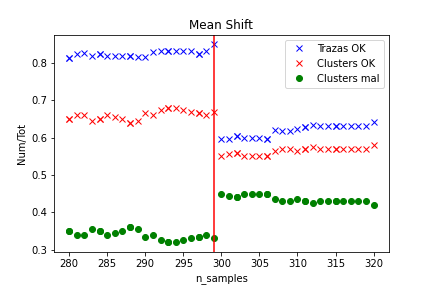 Mean Shift
Trazas OK
Clusters OK
Clusters mal
Num/Tot
0.8
0.7
0.6
0.5
0.4
0.3
280 285 290 295 300 305 310 315 320
n_samples